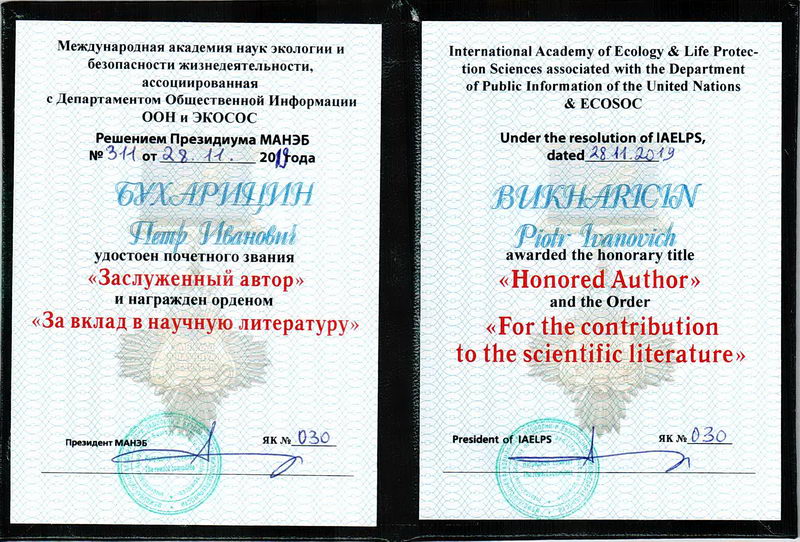 Международная академия наук экологии и
безопасности жизнедеятельности,
ассоциированная
с Департаментом Общественной Информации
ООН и ЭКОСОС
Решением Президиума МАНЭБ
№ 311 от 28.11. 2019 года
БУХАРИЦИН
Петр Иванович
удостоен почетного звания
«Заслуженный автор»
и награжден орденом
«За вклад в научную литературу»
Президент МАНЭБ
ЯК № 030
International Academy of Ecology & Life Protec-
tion Sciences associated with the Department
of Public Information of the United Nations
& ECOSOC
Under the resolution of IAELPS,
dated 28 11. 2019
BUKHARICIN
Piotr Ivanovich
awarded the honorary title
«Honored Author»
and the Order
«For the contribution
to the scientific literature»
President of IAELPS
ЯК № 030